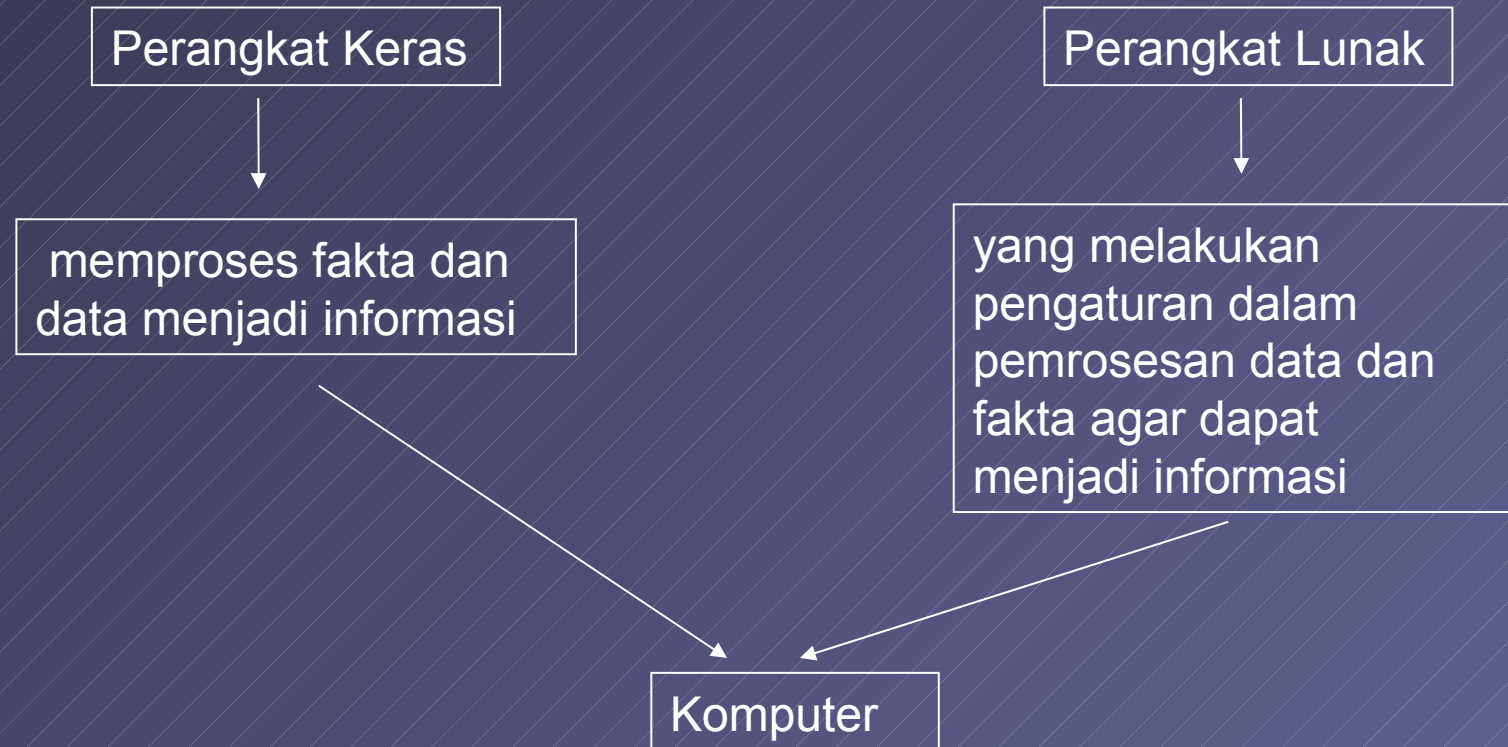 Perangkat Keras
Perangkat Lunak
memproses fakta dan
data menjadi informasi
yang melakukan
pengaturan dalam
pemrosesan data dan
fakta agar dapat
menjadi informasi
Komputer